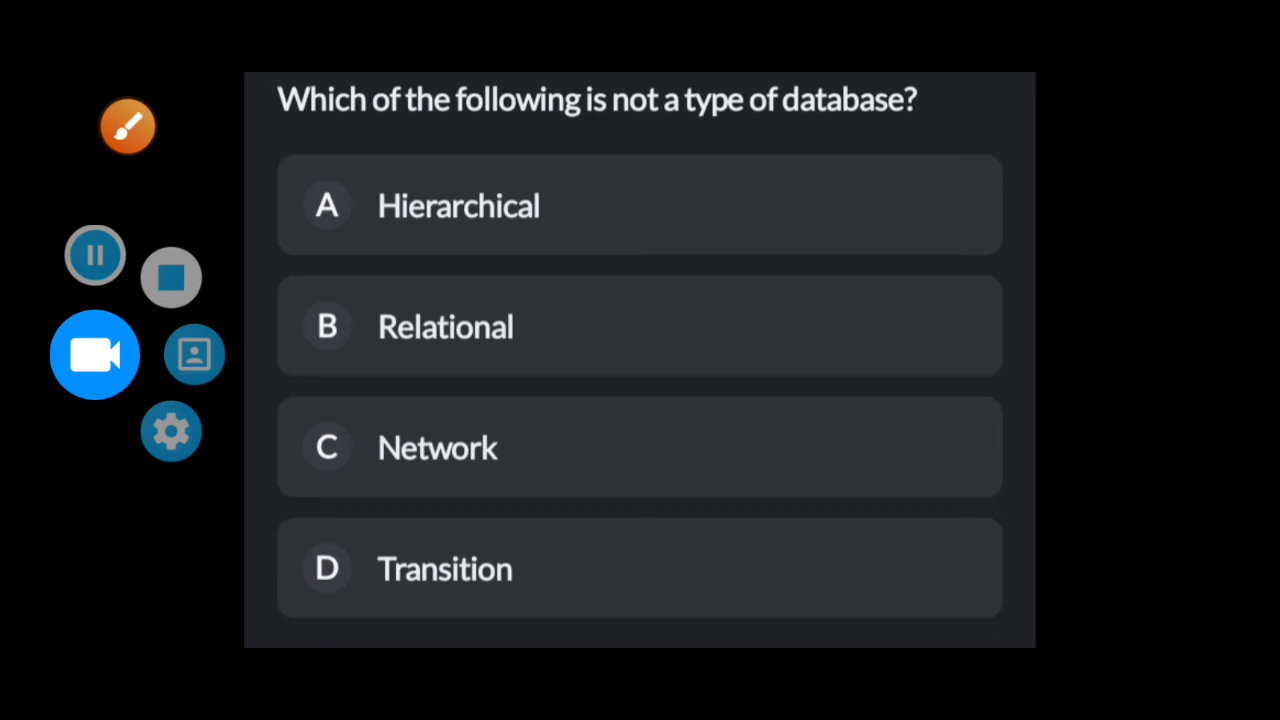 Which of the following is not a type of database?
A Hierarchical
B Relational
C Network
D Transition